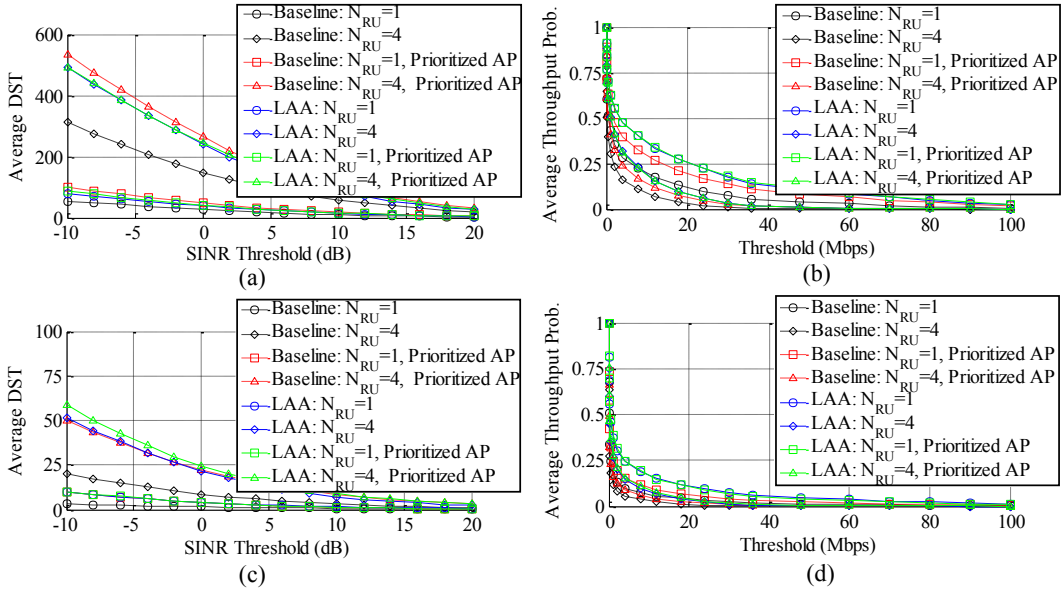 Baseline: N_RU=1
Baseline: N_RU=4
Baseline: N_RU=1, Prioritized AP
Baseline: N_RU=4, Prioritized AP
LAA: N_RU=1
LAA: N_RU=4
LAA: N_RU=1, Prioritized AP
LAA: N_RU=4, Prioritized AP
600
400
200
0
Average DST
-10 -5 0 5 10 15 20
SINR Threshold (dB)
(a)
Baseline: N_RU=1
Baseline: N_RU=4
Baseline: N_RU=1, Prioritized AP
Baseline: N_RU=4, Prioritized AP
LAA: N_RU=1
LAA: N_RU=4
LAA: N_RU=1, Prioritized AP
LAA: N_RU=4, Prioritized AP
1
0.75
0.5
0.25
0
Average Throughput Prob.
0 20 40 60 80 100
Threshold (Mbps)
(b)
Baseline: N_RU=1
Baseline: N_RU=4
Baseline: N_RU=1, Prioritized AP
Baseline: N_RU=4, Prioritized AP
LAA: N_RU=1
LAA: N_RU=4
LAA: N_RU=1, Prioritized AP
LAA: N_RU=4, Prioritized AP
100
75
50
25
0
Average DST
-10 -5 0 5 10 15 20
SINR Threshold (dB)
(c)
Baseline: N_RU=1
Baseline: N_RU=4
Baseline: N_RU=1, Prioritized AP
Baseline: N_RU=4, Prioritized AP
LAA: N_RU=1
LAA: N_RU=4
LAA: N_RU=1, Prioritized AP
LAA: N_RU=4, Prioritized AP
1
0.75
0.5
0.25
0
Average Throughput Prob.
0 20 40 60 80 100
Threshold (Mbps)
(d)